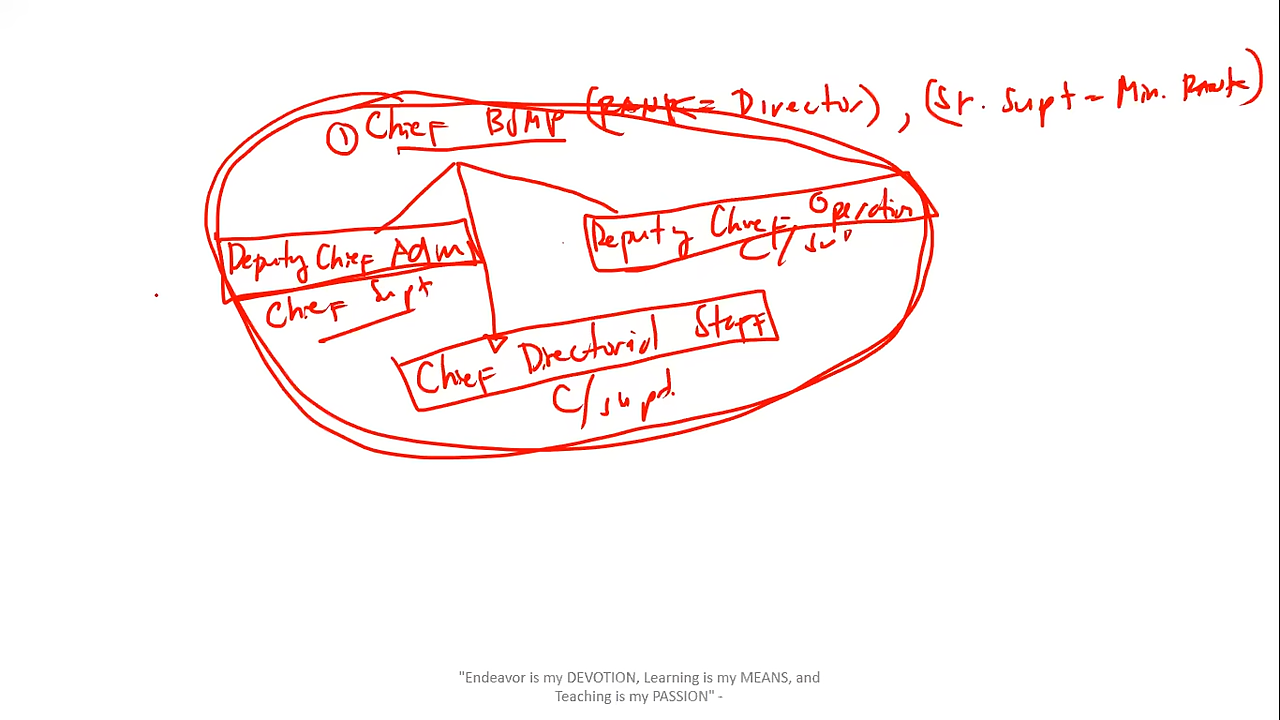 ① Chief BJMP (RANK = Director), (Sr. Supt = Min. Rank)
Deputy Chief Adm
Chief Supt
Deputy Chief Operation
C/Sup
Chief Directorial Staff
C/Supt.
"Endeavor is my DEVOTION, Learning is my MEANS, and
Teaching is my PASSION" -